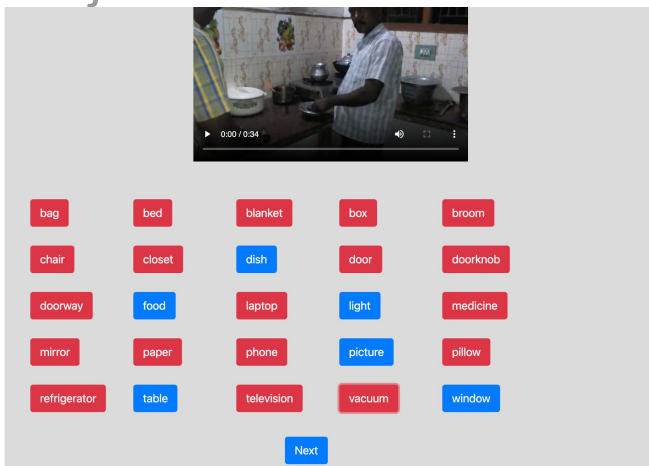 0:00 / 0:34
bag bed blanket box broom
chair closet dish door doorknob
doorway food laptop light medicine
mirror paper phone picture pillow
refrigerator table television vacuum window
Next